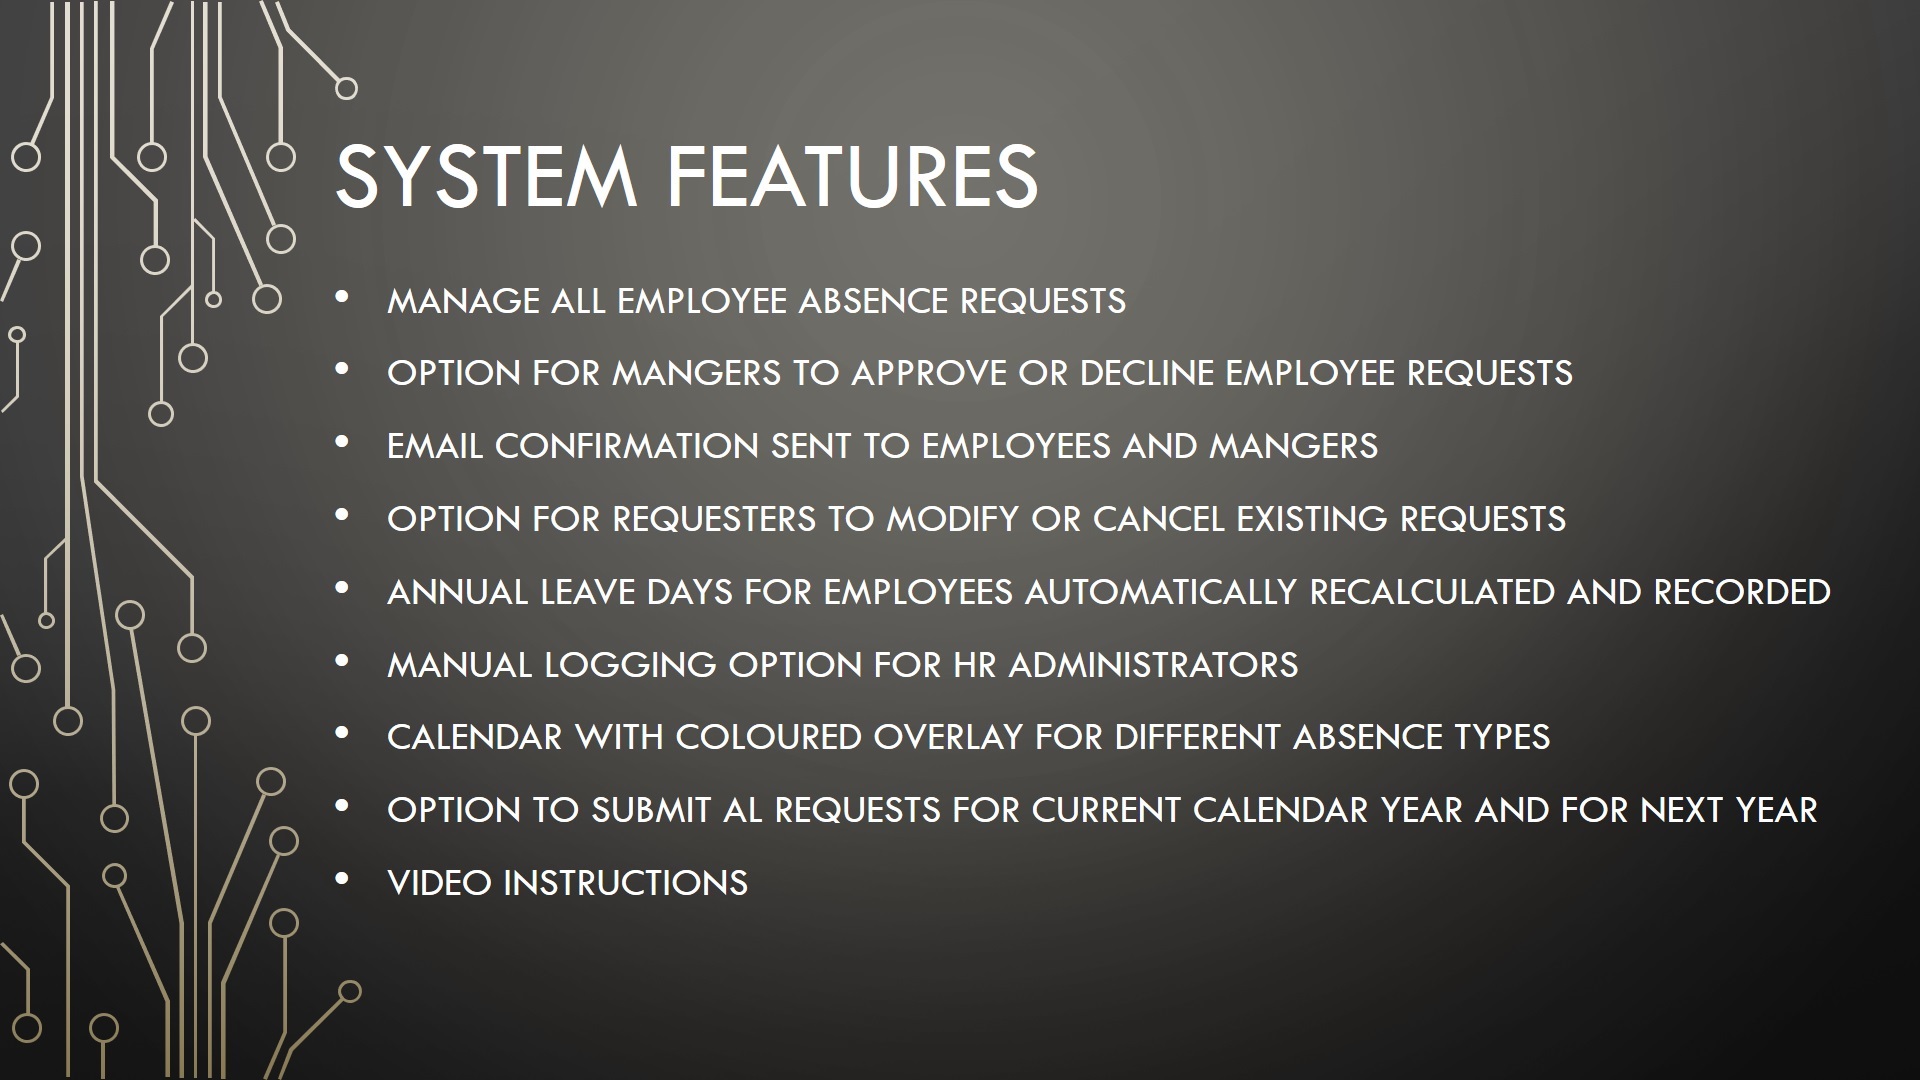 SYSTEM FEATURES
• MANAGE ALL EMPLOYEE ABSENCE REQUESTS
• OPTION FOR MANGERS TO APPROVE OR DECLINE EMPLOYEE REQUESTS
• EMAIL CONFIRMATION SENT TO EMPLOYEES AND MANGERS
• OPTION FOR REQUESTERS TO MODIFY OR CANCEL EXISTING REQUESTS
• ANNUAL LEAVE DAYS FOR EMPLOYEES AUTOMATICALLY RECALCULATED AND RECORDED
• MANUAL LOGGING OPTION FOR HR ADMINISTRATORS
• CALENDAR WITH COLOURED OVERLAY FOR DIFFERENT ABSENCE TYPES
• OPTION TO SUBMIT AL REQUESTS FOR CURRENT CALENDAR YEAR AND FOR NEXT YEAR
• VIDEO INSTRUCTIONS